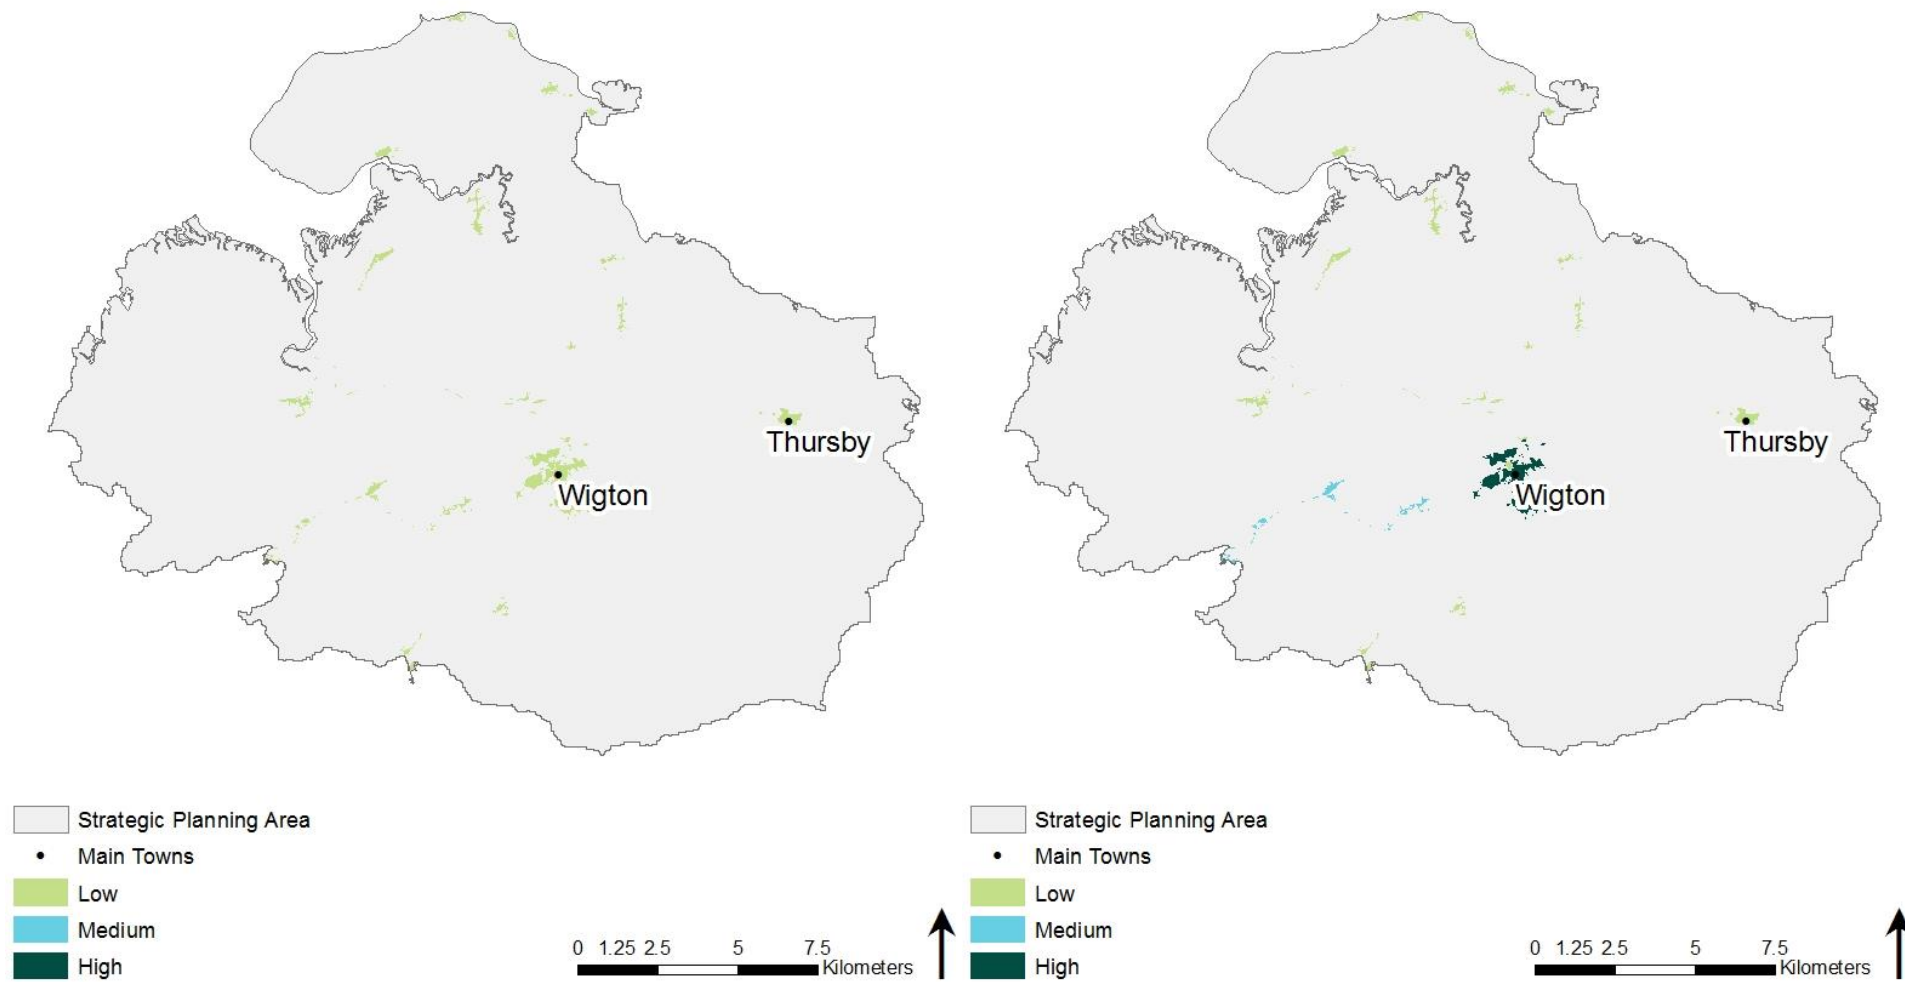 Thursby
Wigton
Strategic Planning Area
Main Towns
Low
Medium
High
0 1.25 2.5 5 7.5
Kilometers
Thursby
Wigton
Strategic Planning Area
Main Towns
Low
Medium
High
0 1.25 2.5 5 7.5
Kilometers